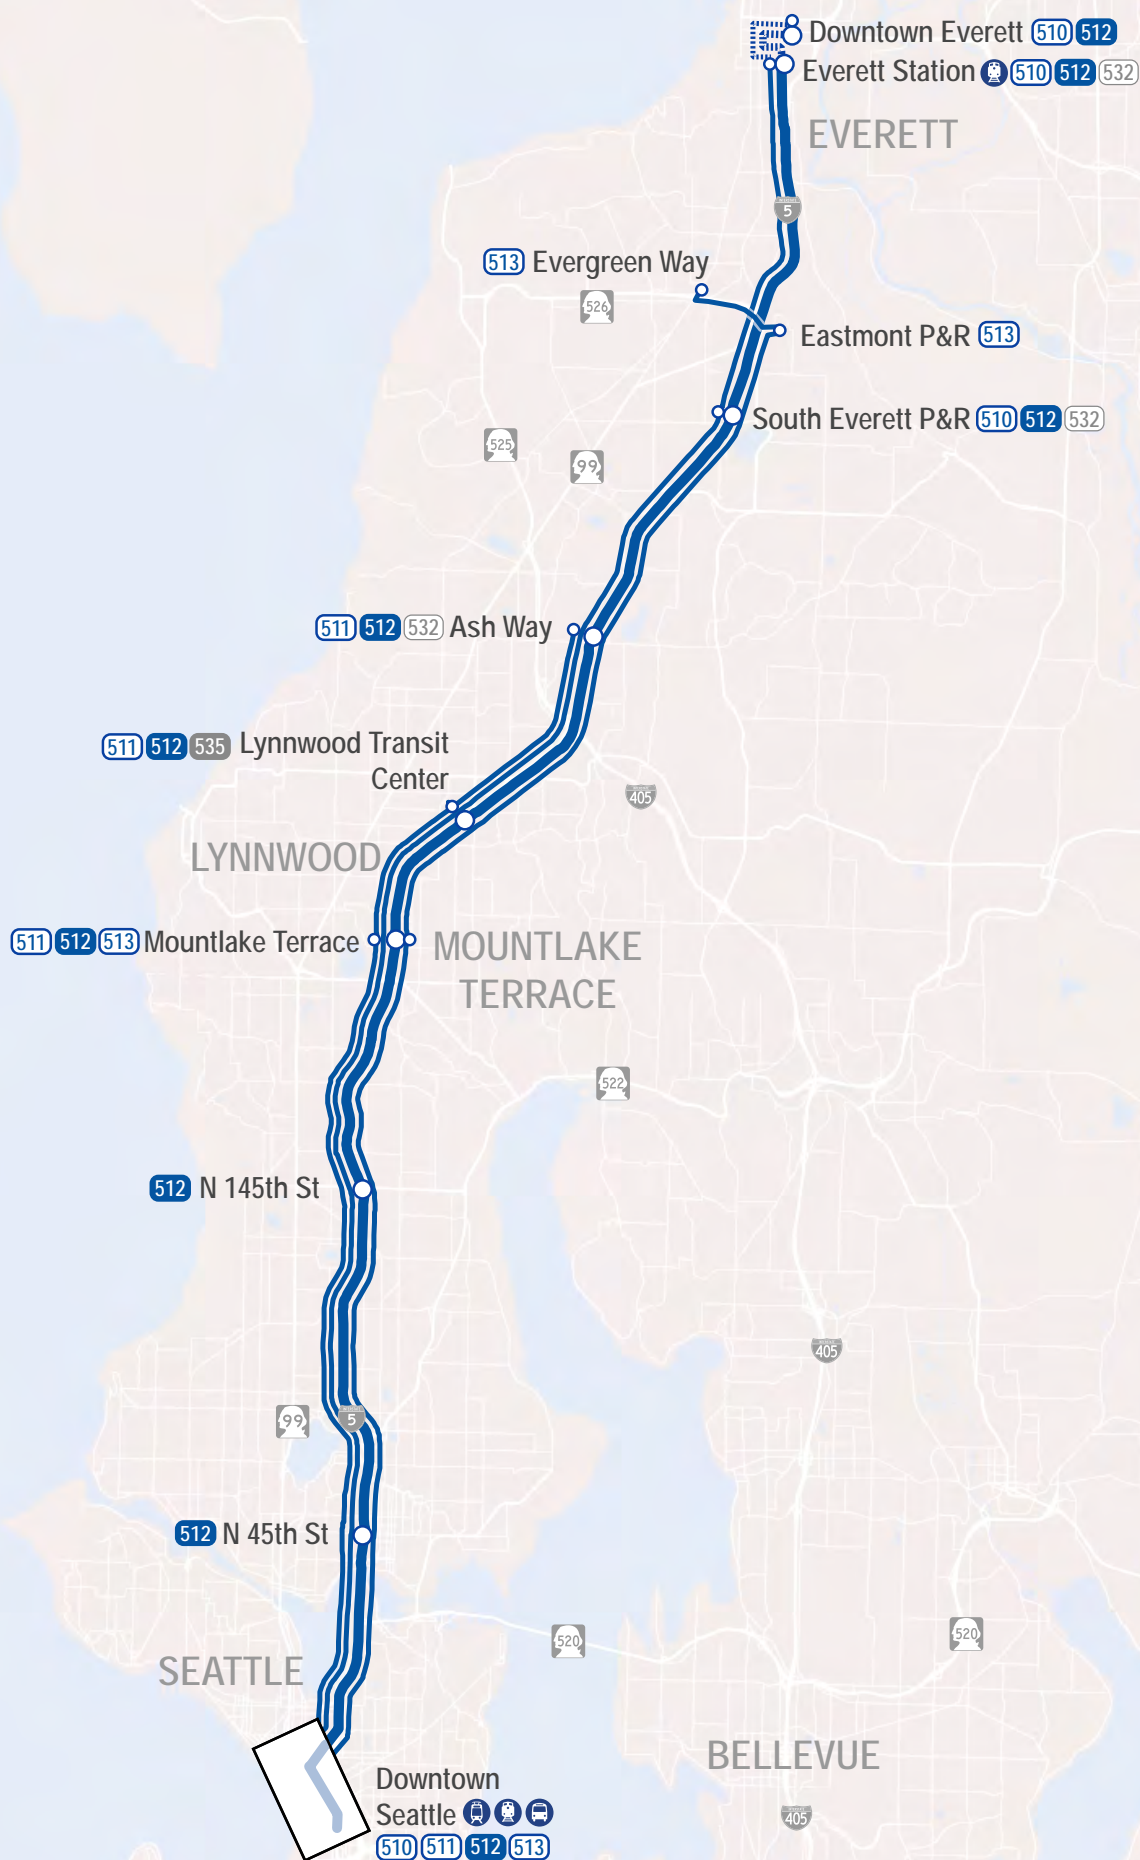 Downtown Everett 510 512
Everett Station 510 512 532
EVERETT
5
513 Evergreen Way
526
Eastmont P&R 513
South Everett P&R 510 512 532
525
99
511 512 532 Ash Way
511 512 535 Lynnwood Transit
Center
405
LYNNWOOD
511 512 513 Mountlake Terrace
MOUNTLAKE
TERRACE
522
512 N 145th St
405
99
5
512 N 45th St
520
520
SEATTLE
BELLEVUE
Downtown
Seattle
405
510 511 512 513